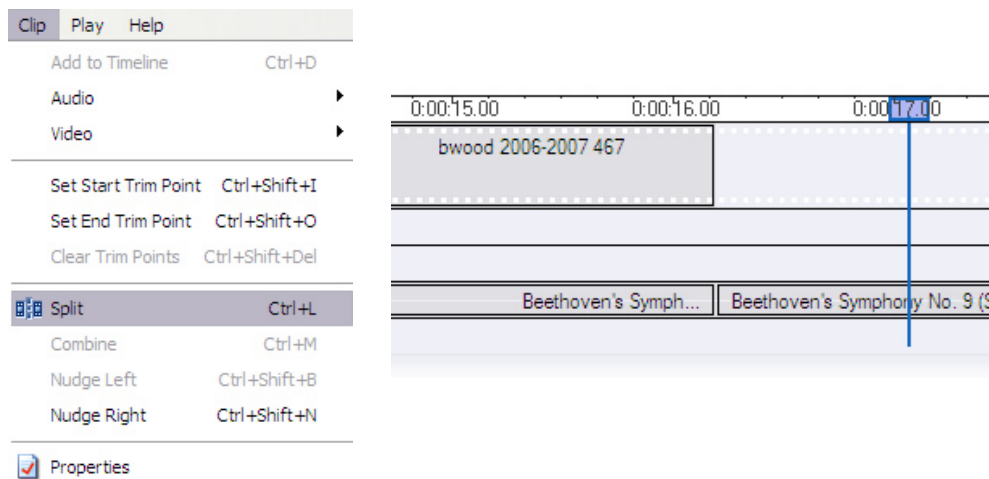 Clip Play Help
Add to Timeline Ctrl+D
Audio
Video
Set Start Trim Point Ctrl+Shift+I
Set End Trim Point Ctrl+Shift+O
Clear Trim Points Ctrl+Shift+Del
Split Ctrl+L
Combine Ctrl+M
Nudge Left Ctrl+Shift+B
Nudge Right Ctrl+Shift+N
Properties
0:00:15.00 0:00:16.00 0:00:17.00
bwood 2006-2007 467
Beethoven's Symph... Beethoven's Symphony No. 9 (S